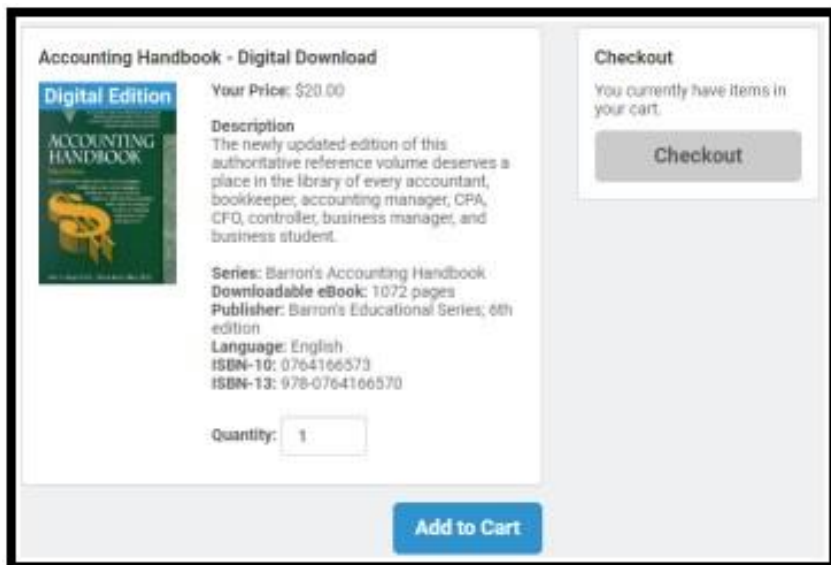 Accounting Handbook - Digital Download
Digital Edition
ACCOUNTING
HANDBOOK
Your Price: $20.00
Description
The newly updated edition of this
authoritative reference volume deserves a
place in the library of every accountant,
bookkeeper, accounting manager, CPA,
CFO, controller, business manager, and
business student.
Series: Barron's Accounting Handbook
Downloadable eBook: 1072 pages
Publisher: Barron's Educational Series; 6th
edition
Language: English
ISBN-10: 0764166573
ISBN-13: 978-0764166570
Quantity: 1
Add to Cart
Checkout
You currently have items in
your cart.
Checkout